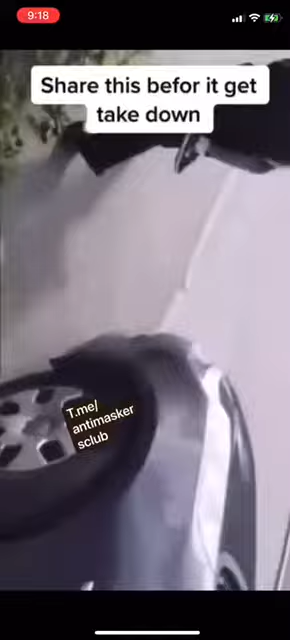 9:18
Share this befor it get
take down
T.me/
antimasker
sclub